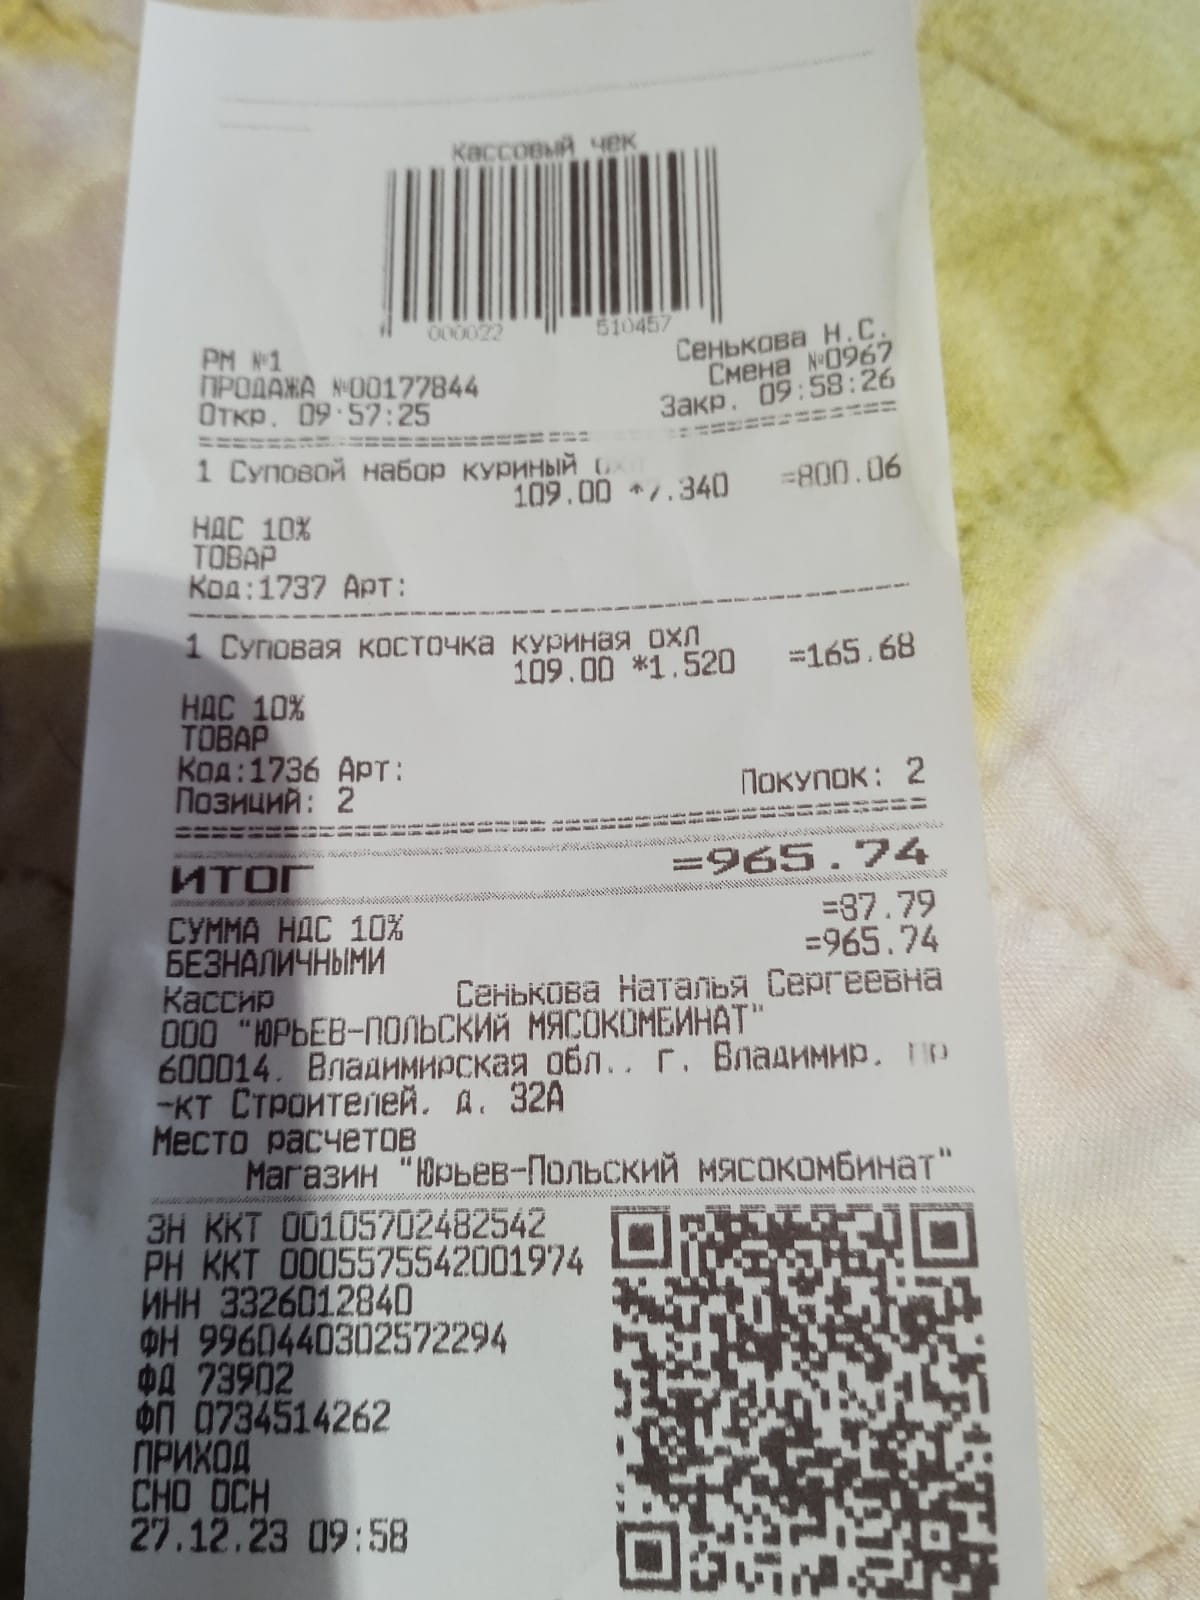 Кассовый чек
000022 510457
Сенькова Н.С.
РМ №1 Смена №0967
ПРОДАЖА №00177844 Закр. 09:58:26
Откр. 09:57:25
1 Суповой набор куриный охл
109.00 *7.340 =800.06
НДС 10%
ТОВАР
Код:1737 Арт:
1 Суповая косточка куриная охл
109.00 *1.520 =165.68
НДС 10%
ТОВАР
Код:1736 Арт:
Позиций: 2 Покупок: 2
ИТОГ =965.74
СУММА НДС 10% =87.79
БЕЗНАЛИЧНЫМИ =965.74
Кассир Сенькова Наталья Сергеевна
ООО "ЮРЬЕВ-ПОЛЬСКИЙ МЯСОКОМБИНАТ"
600014, Владимирская обл., г. Владимир, пр
-кт Строителей, д. 32А
Место расчетов
Магазин "Юрьев-Польский мясокомбинат"
ЗН ККТ 00105702482542
РН ККТ 0005575542001974
ИНН 3326012840
ФН 9960440302572294
ФД 73902
ФП 0734514262
ПРИХОД
СНО ОСН
27.12.23 09:58